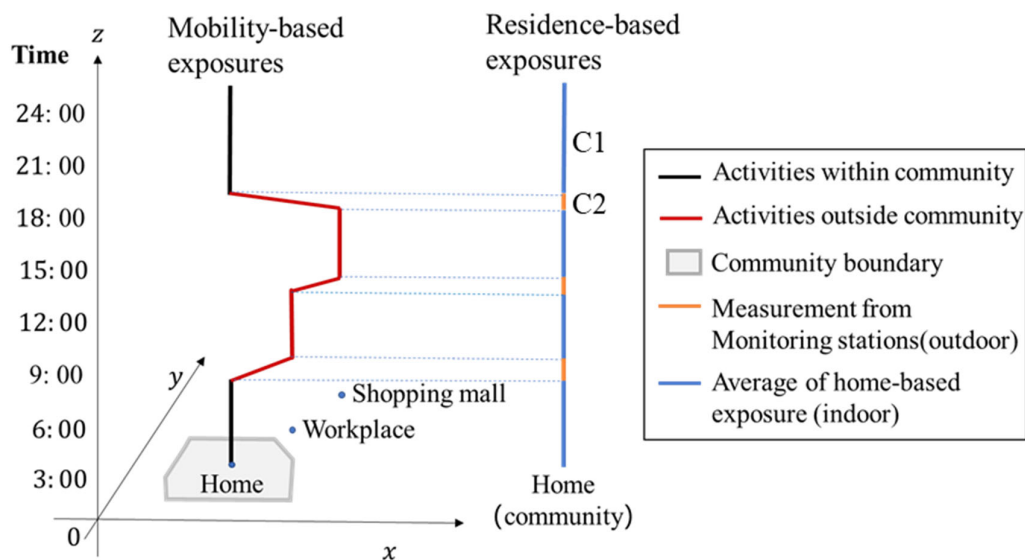 Mobility-based
exposures
Residence-based
exposures
z
Time
24: 00
21: 00
18: 00
15: 00
12: 00
9: 00
6: 00
3: 00
0
y
x
C1
C2
Shopping mall
Workplace
Home
Home
(community)
Activities within community
Activities outside community
Community boundary
Measurement from
Monitoring stations(outdoor)
Average of home-based
exposure (indoor)